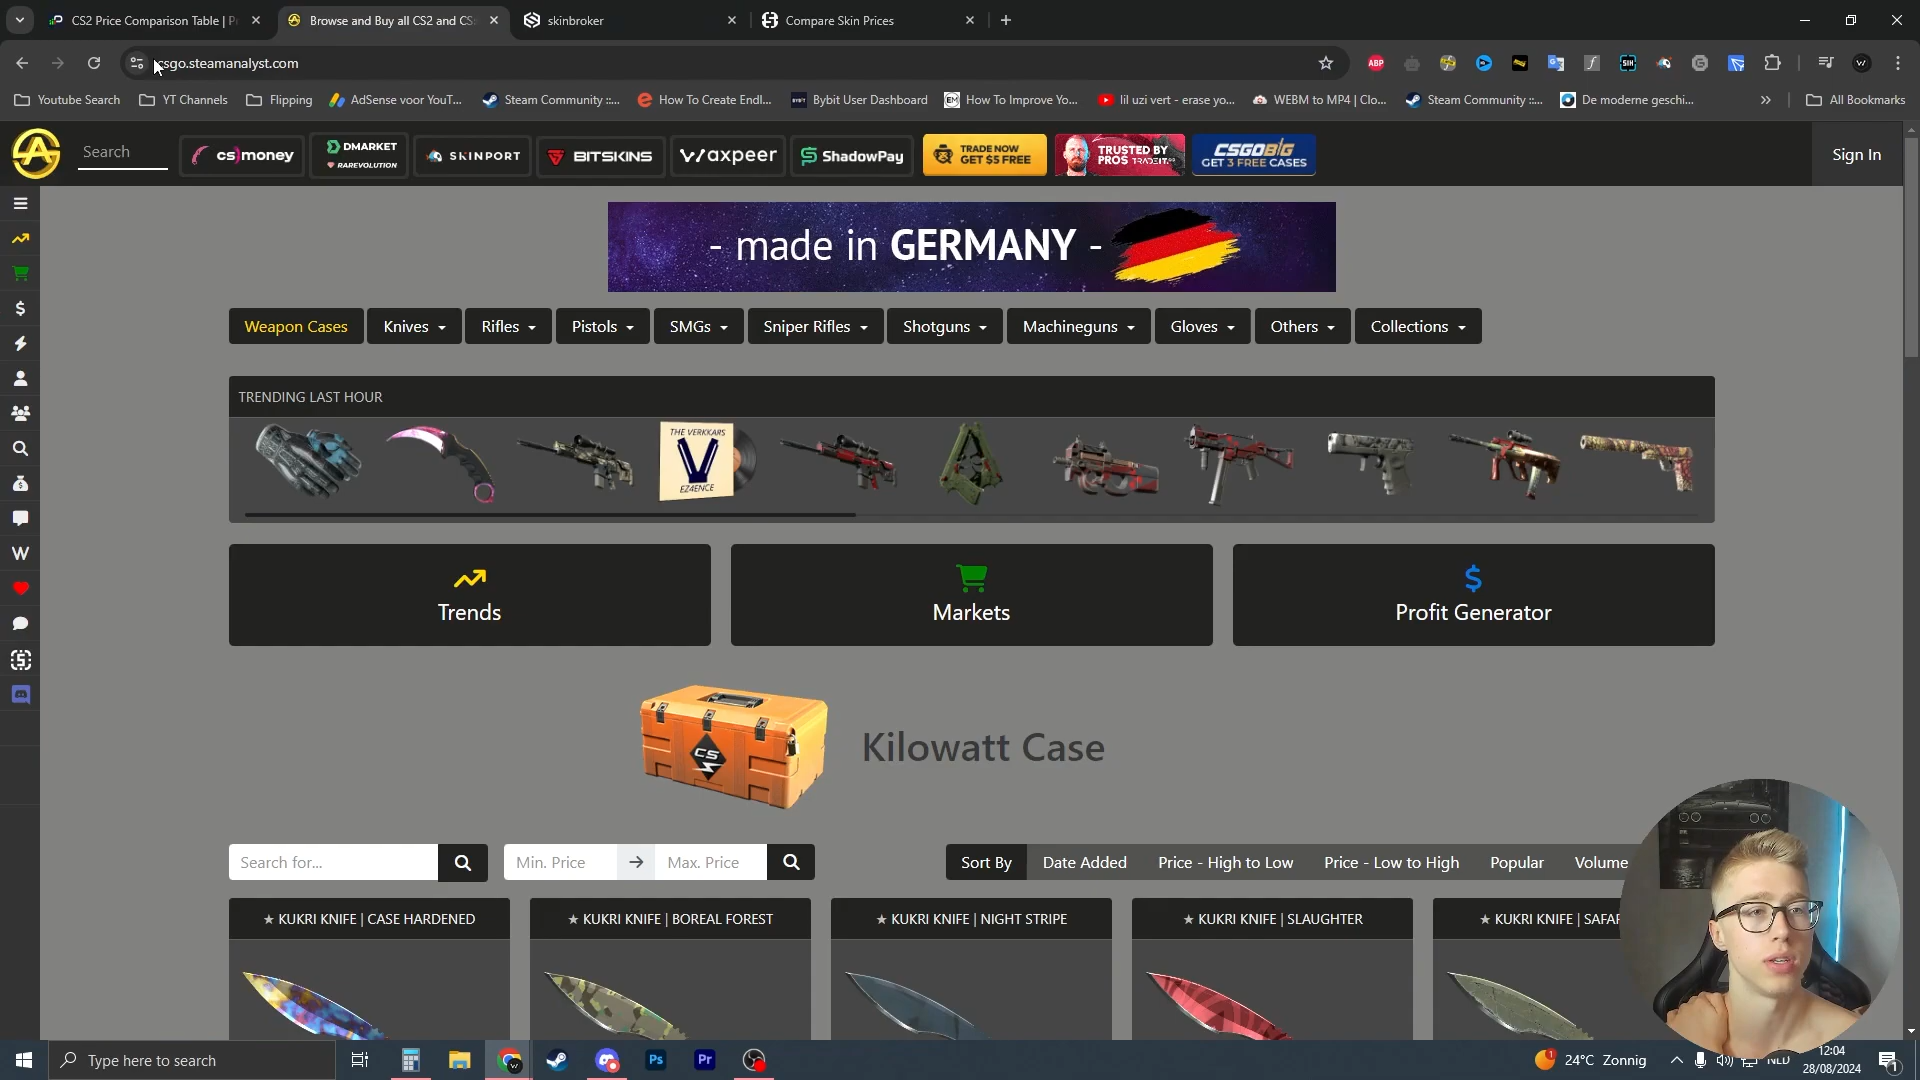 CS2 Price Comparison Table | P
Browse and Buy all CS2 and CS
skinbroker
Compare Skin Prices
csgo.steamanalyst.com
ABP
Youtube Search
YT Channels
Flipping
AdSense voor YouT...
Steam Community ::...
How To Create Endl...
Bybit User Dashboard
How To Improve Yo...
lil uzi vert - erase yo...
WEBM to MP4 | Clo...
Steam Community ::...
De moderne geschi...
All Bookmarks
Search
cs money
DMARKET
RAREVOLUTION
SKINPORT
BITSKINS
waxpeer
ShadowPay
TRADE NOW
GET $5 FREE
TRUSTED BY
PROS TRADEIT.GG
CSGOBIG
GET 3 FREE CASES
Sign In
- made in GERMANY -
Weapon Cases
Knives
Rifles
Pistols
SMGs
Sniper Rifles
Shotguns
Machineguns
Gloves
Others
Collections
TRENDING LAST HOUR
THE VERKKARS
EZ4ENCE
Trends
Markets
Profit Generator
CS
Kilowatt Case
Search for...
Min. Price
Max. Price
Sort By
Date Added
Price - High to Low
Price - Low to High
Popular
Volume
★ KUKRI KNIFE | CASE HARDENED
★ KUKRI KNIFE | BOREAL FOREST
★ KUKRI KNIFE | NIGHT STRIPE
★ KUKRI KNIFE | SLAUGHTER
★ KUKRI KNIFE | SAFAR
Type here to search
Ps
Pr
24°C Zonnig
NLD
12:04
28/08/2024